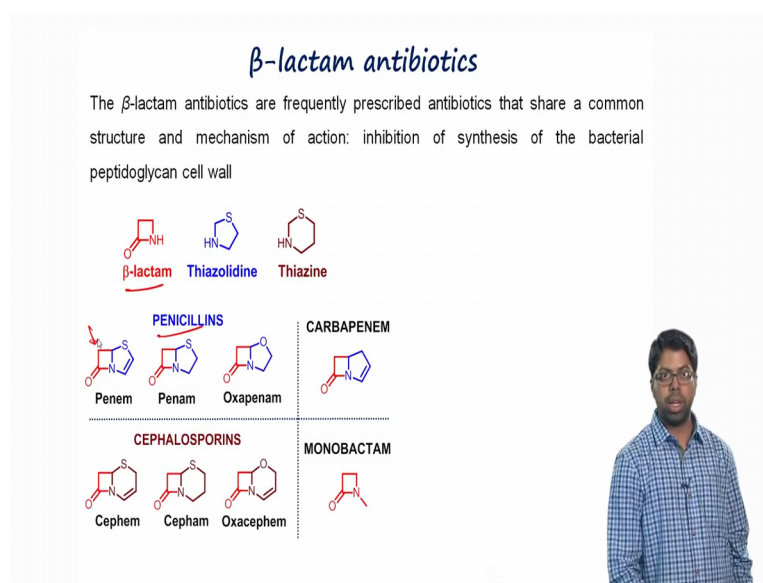 β-lactam antibiotics
The β-lactam antibiotics are frequently prescribed antibiotics that share a common
structure and mechanism of action: inhibition of synthesis of the bacterial
peptidoglycan cell wall
S S
O NH HN HN
β-lactam Thiazolidine Thiazine
PENICILLINS
CARBAPENEM
S S O
N N N N
O O O O
Penem Penam Oxapenam
CEPHALOSPORINS
MONOBACTAM
S S O
N N N N
O O O O
Cephem Cepham Oxacephem